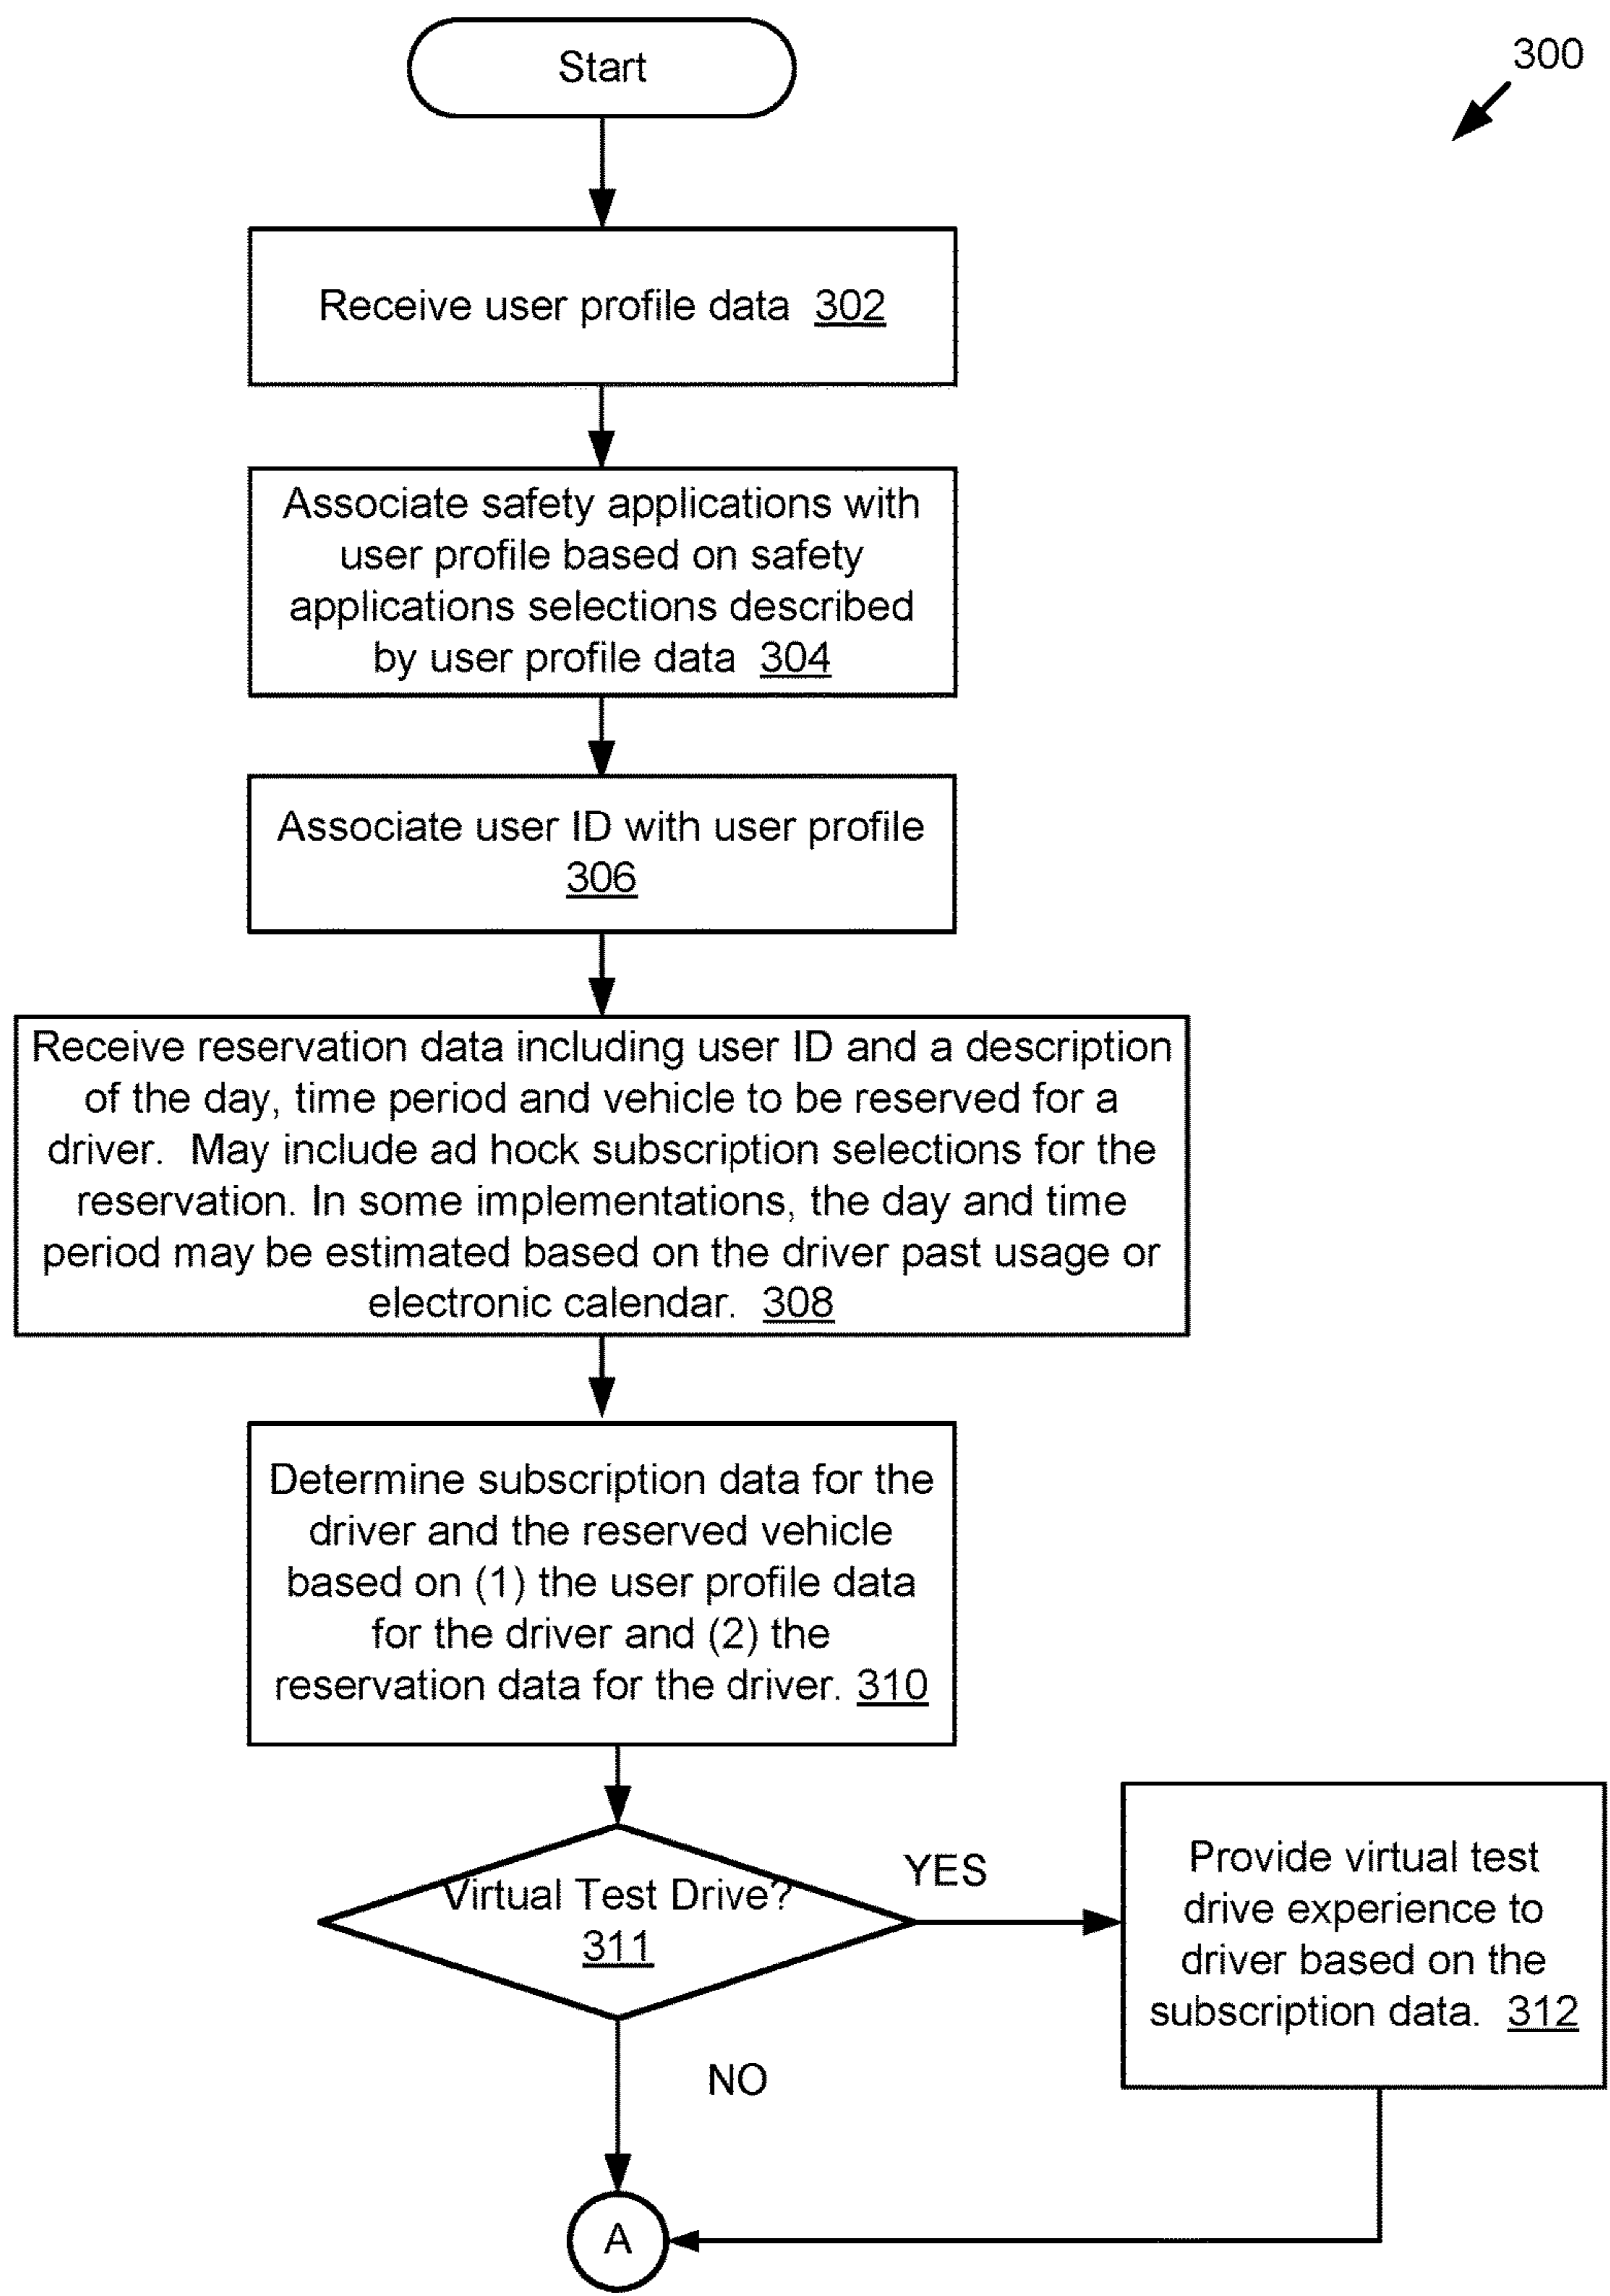 Start
300
Receive user profile data 302
Associate safety applications with
user profile based on safety
applications selections described
by user profile data 304
Associate user ID with user profile
306
Receive reservation data including user ID and a description
of the day, time period and vehicle to be reserved for a
driver. May include ad hock subscription selections for the
reservation. In some implementations, the day and time
period may be estimated based on the driver past usage or
electronic calendar. 308
Determine subscription data for the
driver and the reserved vehicle
based on (1) the user profile data
for the driver and (2) the
reservation data for the driver. 310
Virtual Test Drive?
311
YES
Provide virtual test
drive experience to
driver based on the
subscription data. 312
NO
A